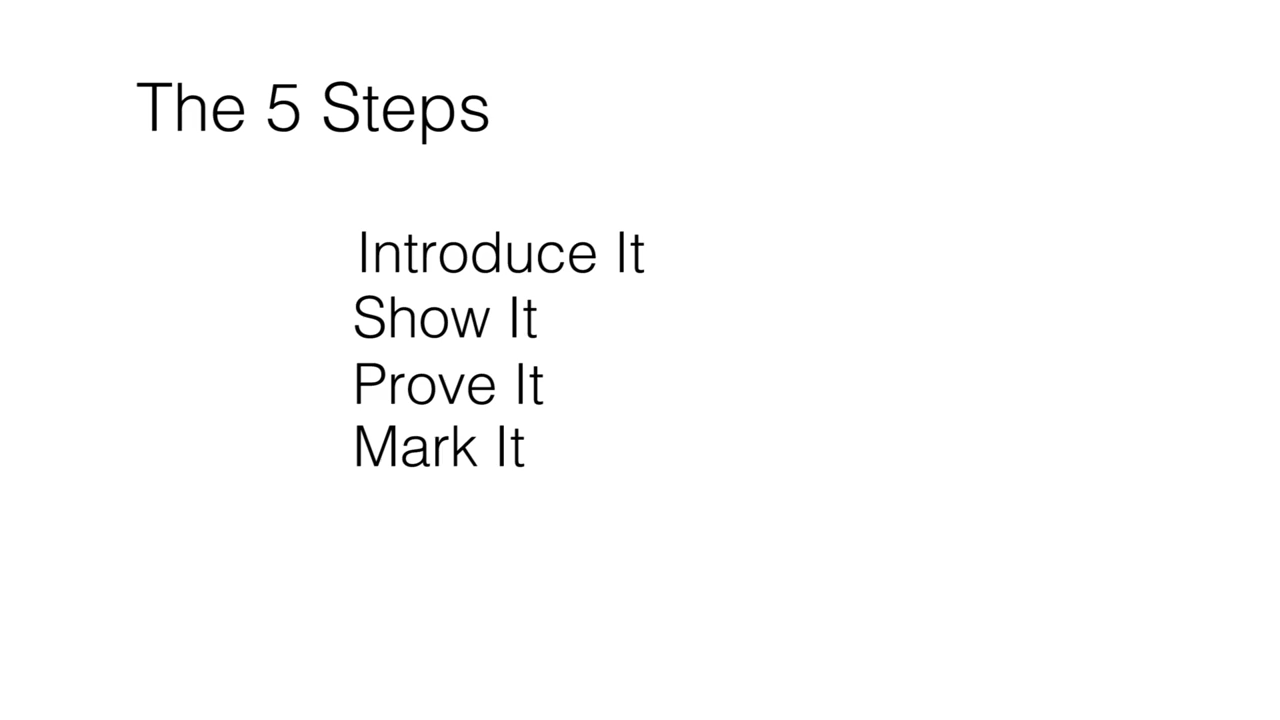 The 5 Steps
Introduce It
Show It
Prove It
Mark It